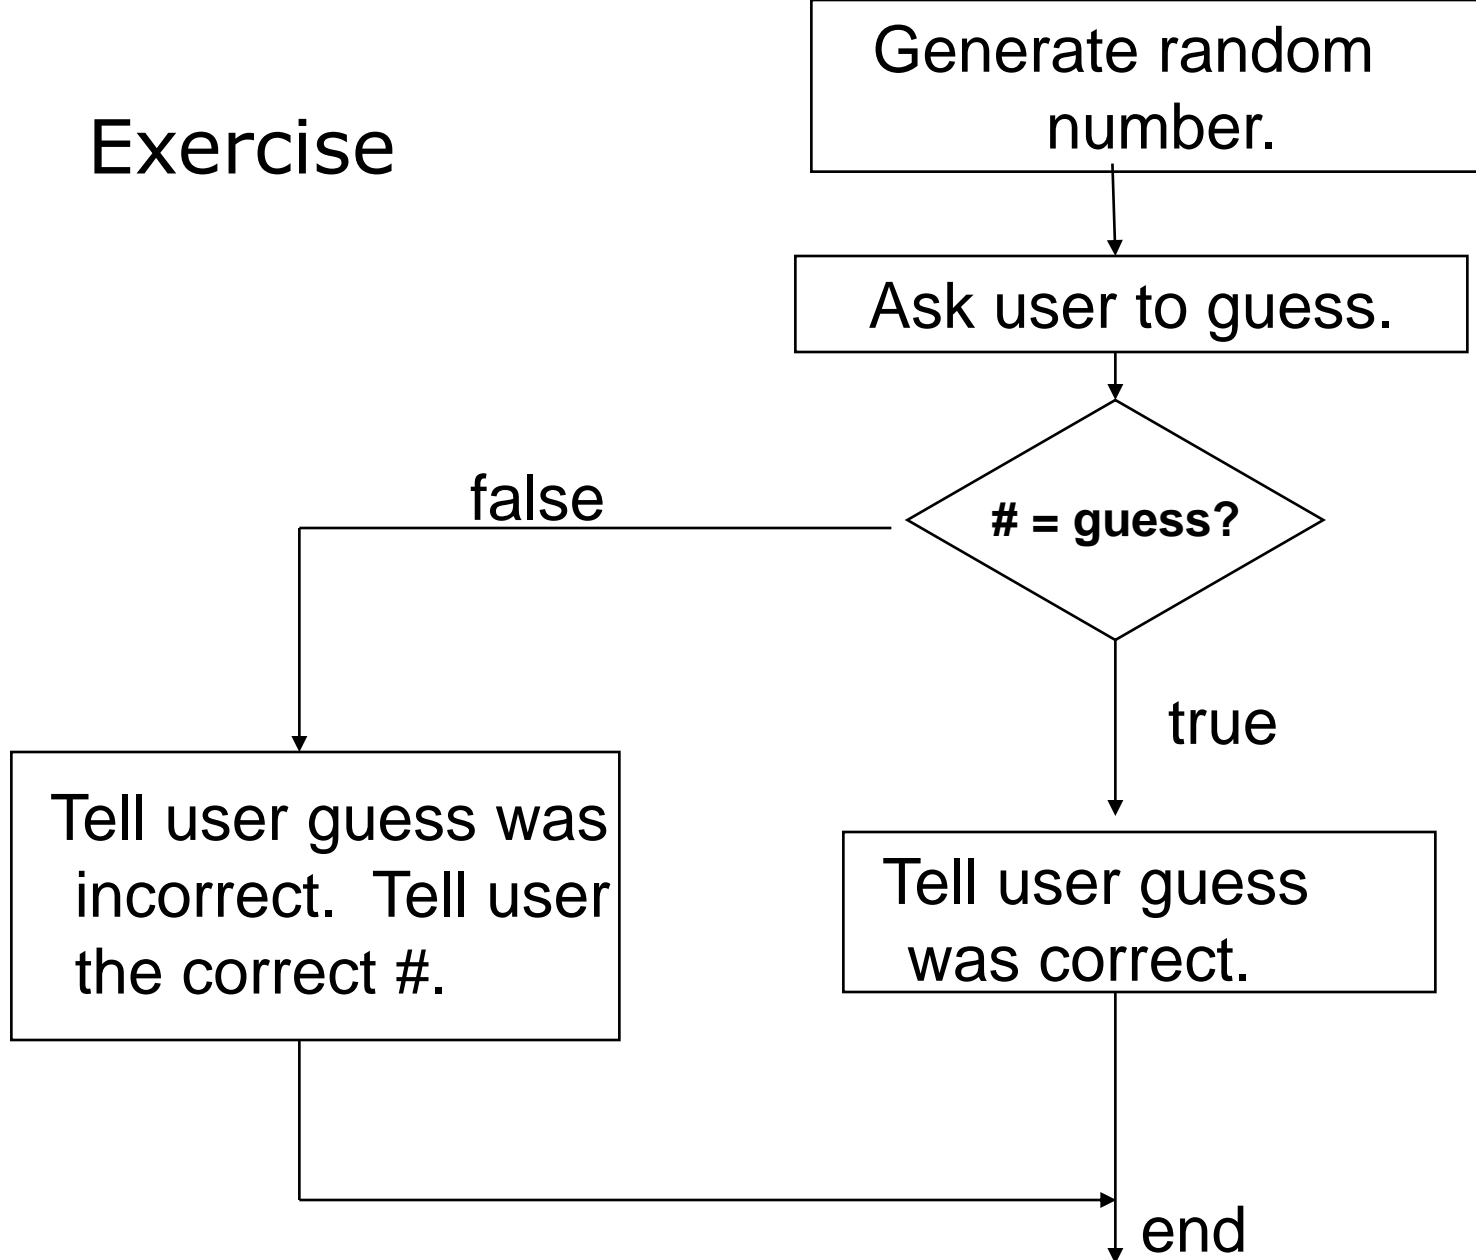 Exercise
Generate random
number.
Ask user to guess.
# = guess?
false
true
Tell user guess was
incorrect.  Tell user
the correct #.
Tell user guess
was correct.
end